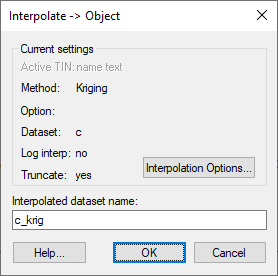 Interpolate -> Object
Current settings
Active TIN: name text
Method: Kriging
Option:
Dataset: c
Log interp: no
Truncate: yes
Interpolation Options...
Interpolated dataset name:
c_krig
Help... OK Cancel